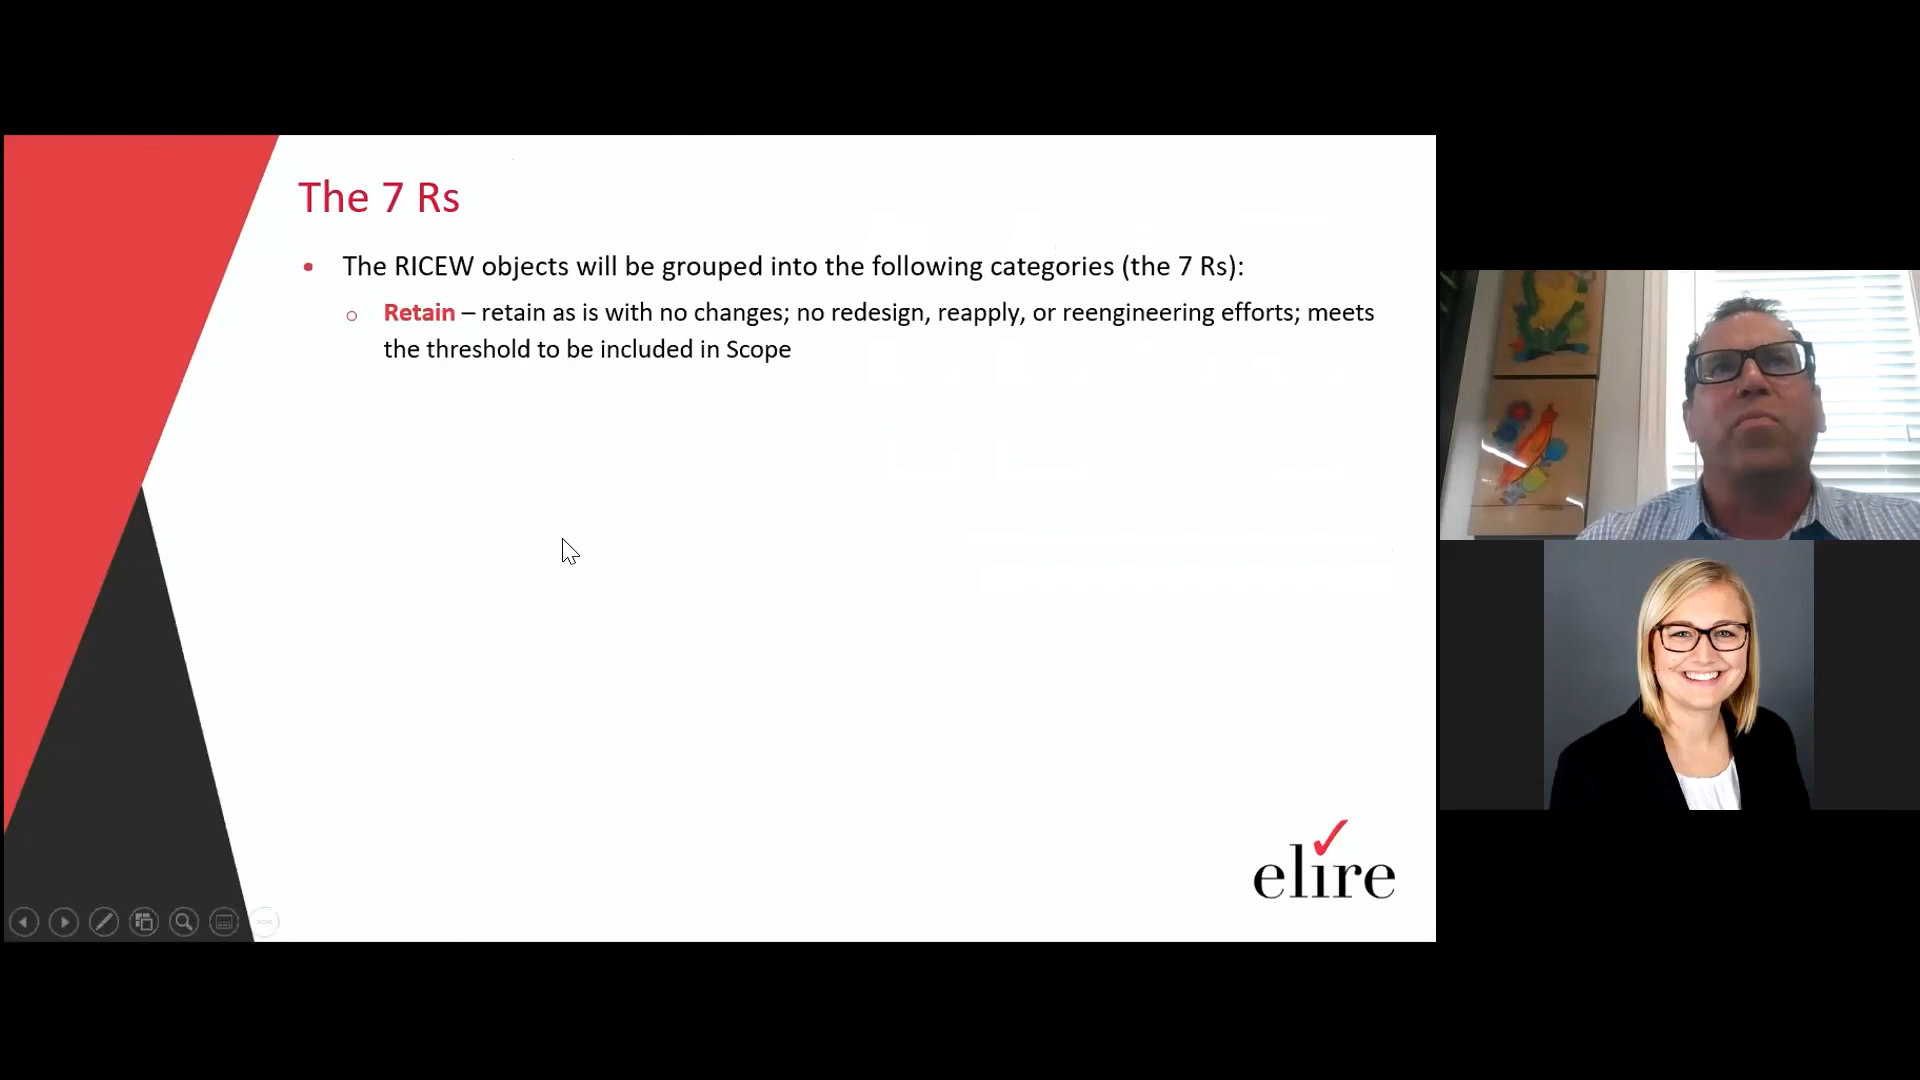 The 7 Rs
• The RICEW objects will be grouped into the following categories (the 7 Rs):
o Retain – retain as is with no changes; no redesign, reapply, or reengineering efforts; meets
the threshold to be included in Scope
elire